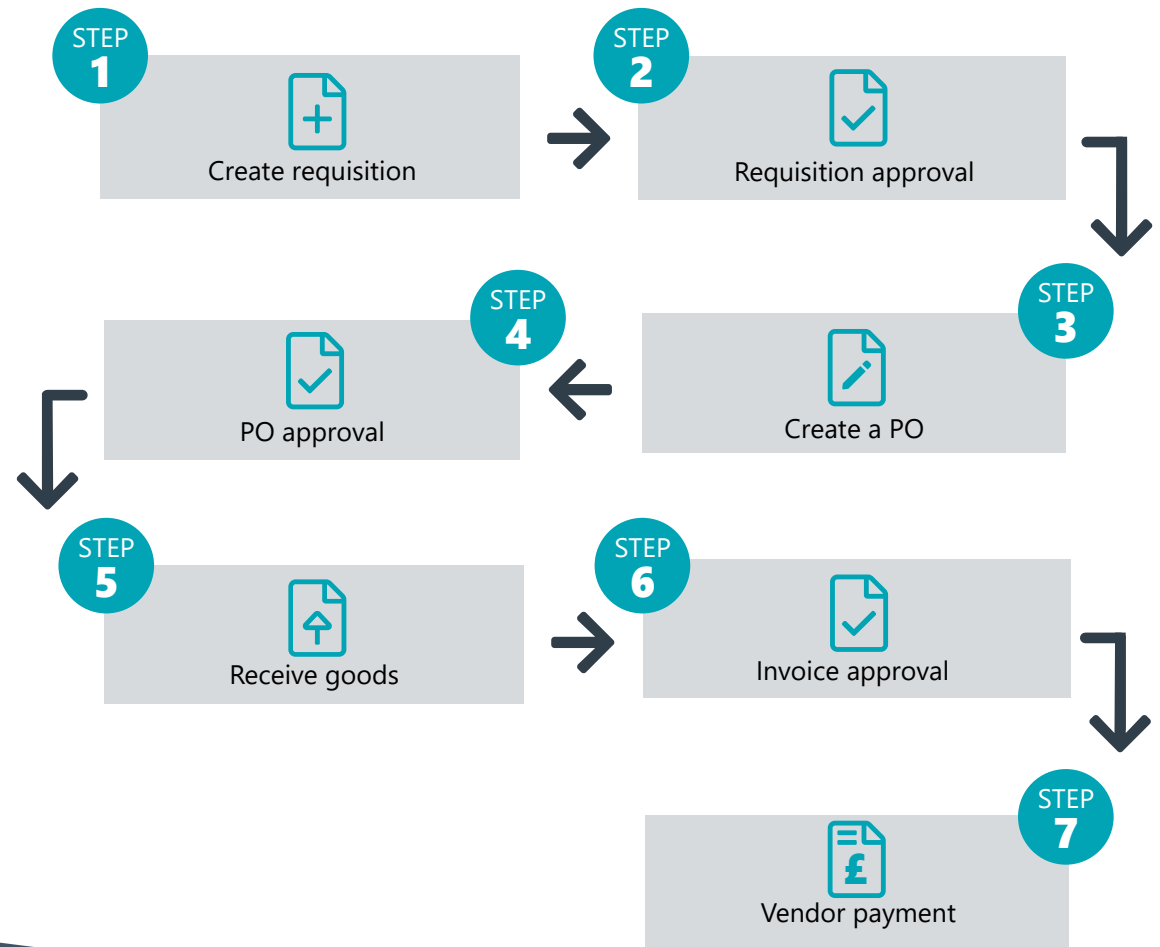 STEP
1
Create requisition
STEP
2
Requisition approval
STEP
3
Create a PO
STEP
4
PO approval
STEP
5
Receive goods
STEP
6
Invoice approval
STEP
7
£
Vendor payment